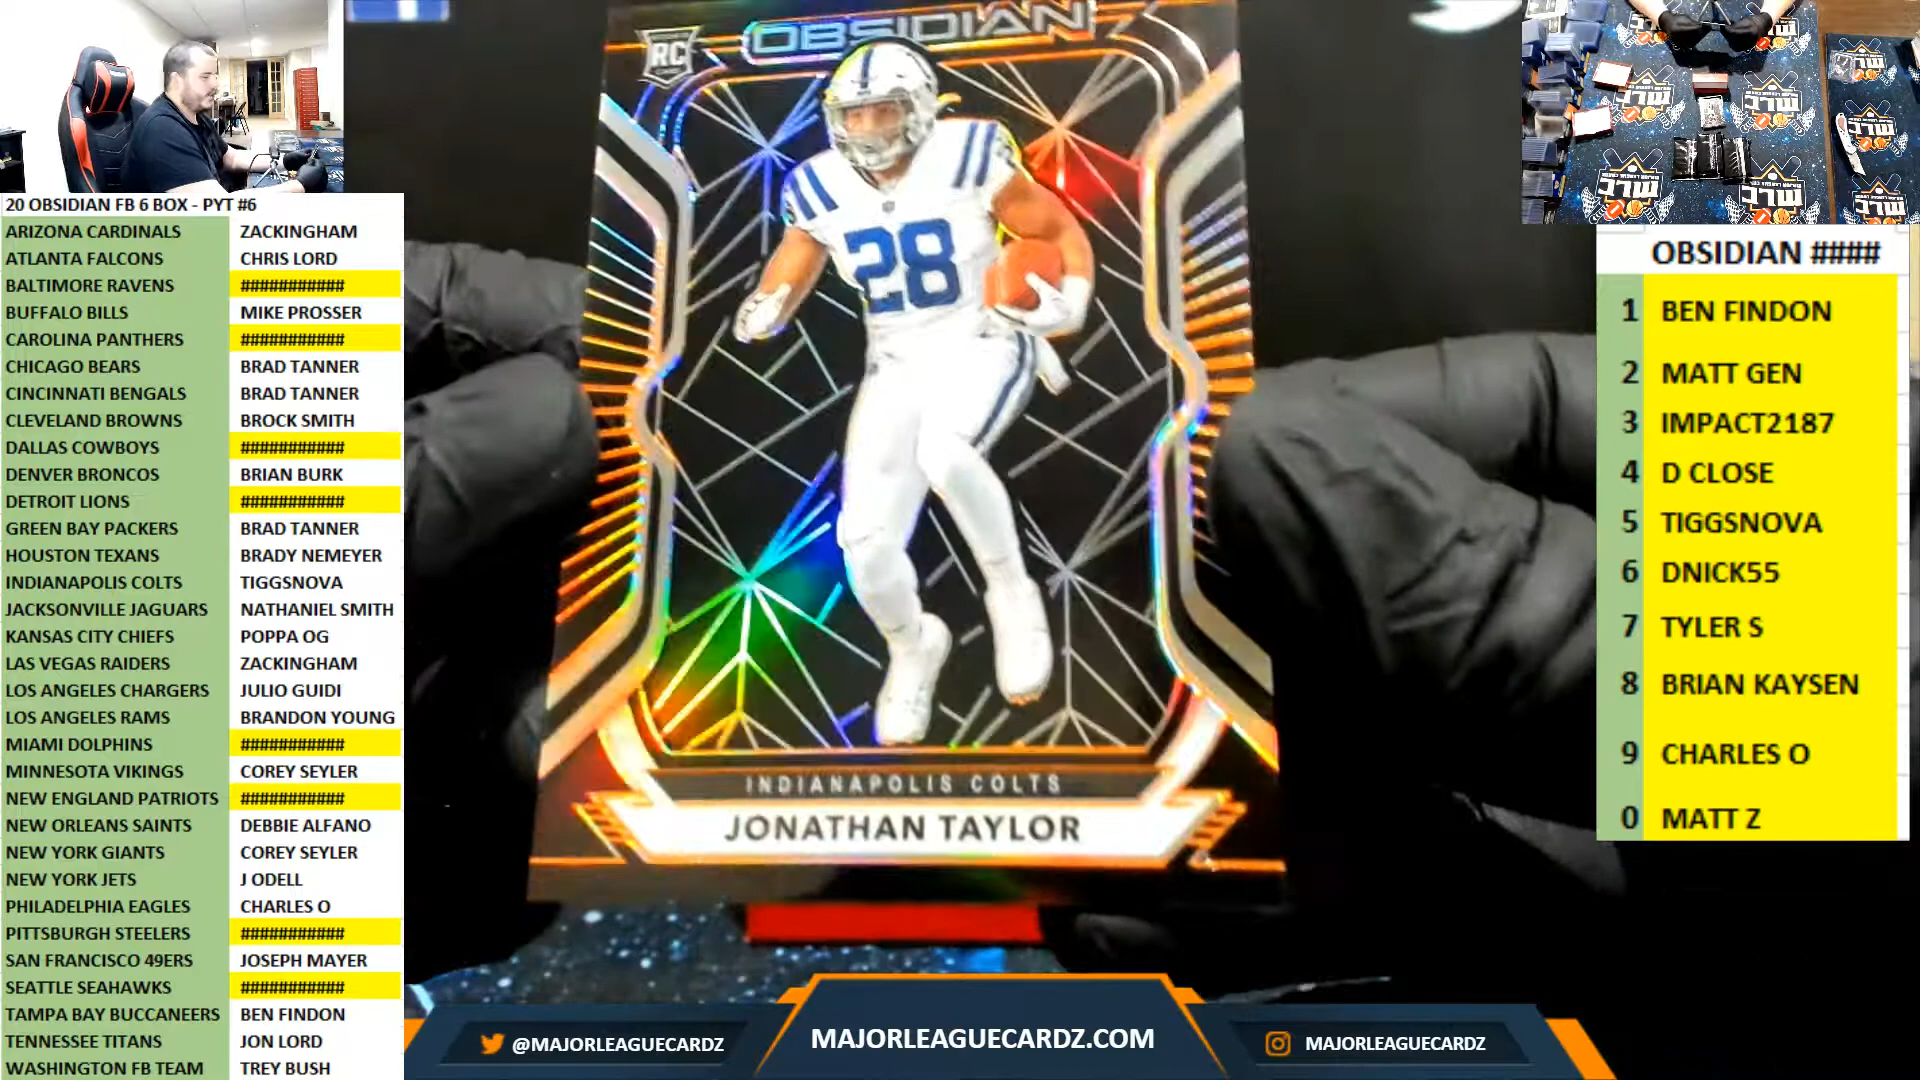 20 OBSIDIAN FB 6 BOX - PYT #6
ARIZONA CARDINALS ZACKINGHAM
ATLANTA FALCONS CHRIS LORD
BALTIMORE RAVENS ###########
BUFFALO BILLS MIKE PROSSER
CAROLINA PANTHERS ###########
CHICAGO BEARS BRAD TANNER
CINCINNATI BENGALS BRAD TANNER
CLEVELAND BROWNS BROCK SMITH
DALLAS COWBOYS ###########
DENVER BRONCOS BRIAN BURK
DETROIT LIONS ###########
GREEN BAY PACKERS BRAD TANNER
HOUSTON TEXANS BRADY NEMEYER
INDIANAPOLIS COLTS TIGGSNOVA
JACKSONVILLE JAGUARS NATHANIEL SMITH
KANSAS CITY CHIEFS POPPA OG
LAS VEGAS RAIDERS ZACKINGHAM
LOS ANGELES CHARGERS JULIO GUIDI
LOS ANGELES RAMS BRANDON YOUNG
MIAMI DOLPHINS ###########
MINNESOTA VIKINGS COREY SEYLER
NEW ENGLAND PATRIOTS ###########
NEW ORLEANS SAINTS DEBBIE ALFANO
NEW YORK GIANTS COREY SEYLER
NEW YORK JETS J ODELL
PHILADELPHIA EAGLES CHARLES O
PITTSBURGH STEELERS ###########
SAN FRANCISCO 49ERS JOSEPH MAYER
SEATTLE SEAHAWKS ###########
TAMPA BAY BUCCANEERS BEN FINDON
TENNESSEE TITANS JON LORD
WASHINGTON FB TEAM TREY BUSH
OBSIDIAN
RC
28
INDIANAPOLIS COLTS
JONATHAN TAYLOR
OBSIDIAN ####
1 BEN FINDON
2 MATT GEN
3 IMPACT2187
4 D CLOSE
5 TIGGSNOVA
6 DNICK55
7 TYLER S
8 BRIAN KAYSEN
9 CHARLES O
0 MATT Z
@MAJORLEAGUECARDZ
MAJORLEAGUECARDZ.COM
MAJORLEAGUECARDZ